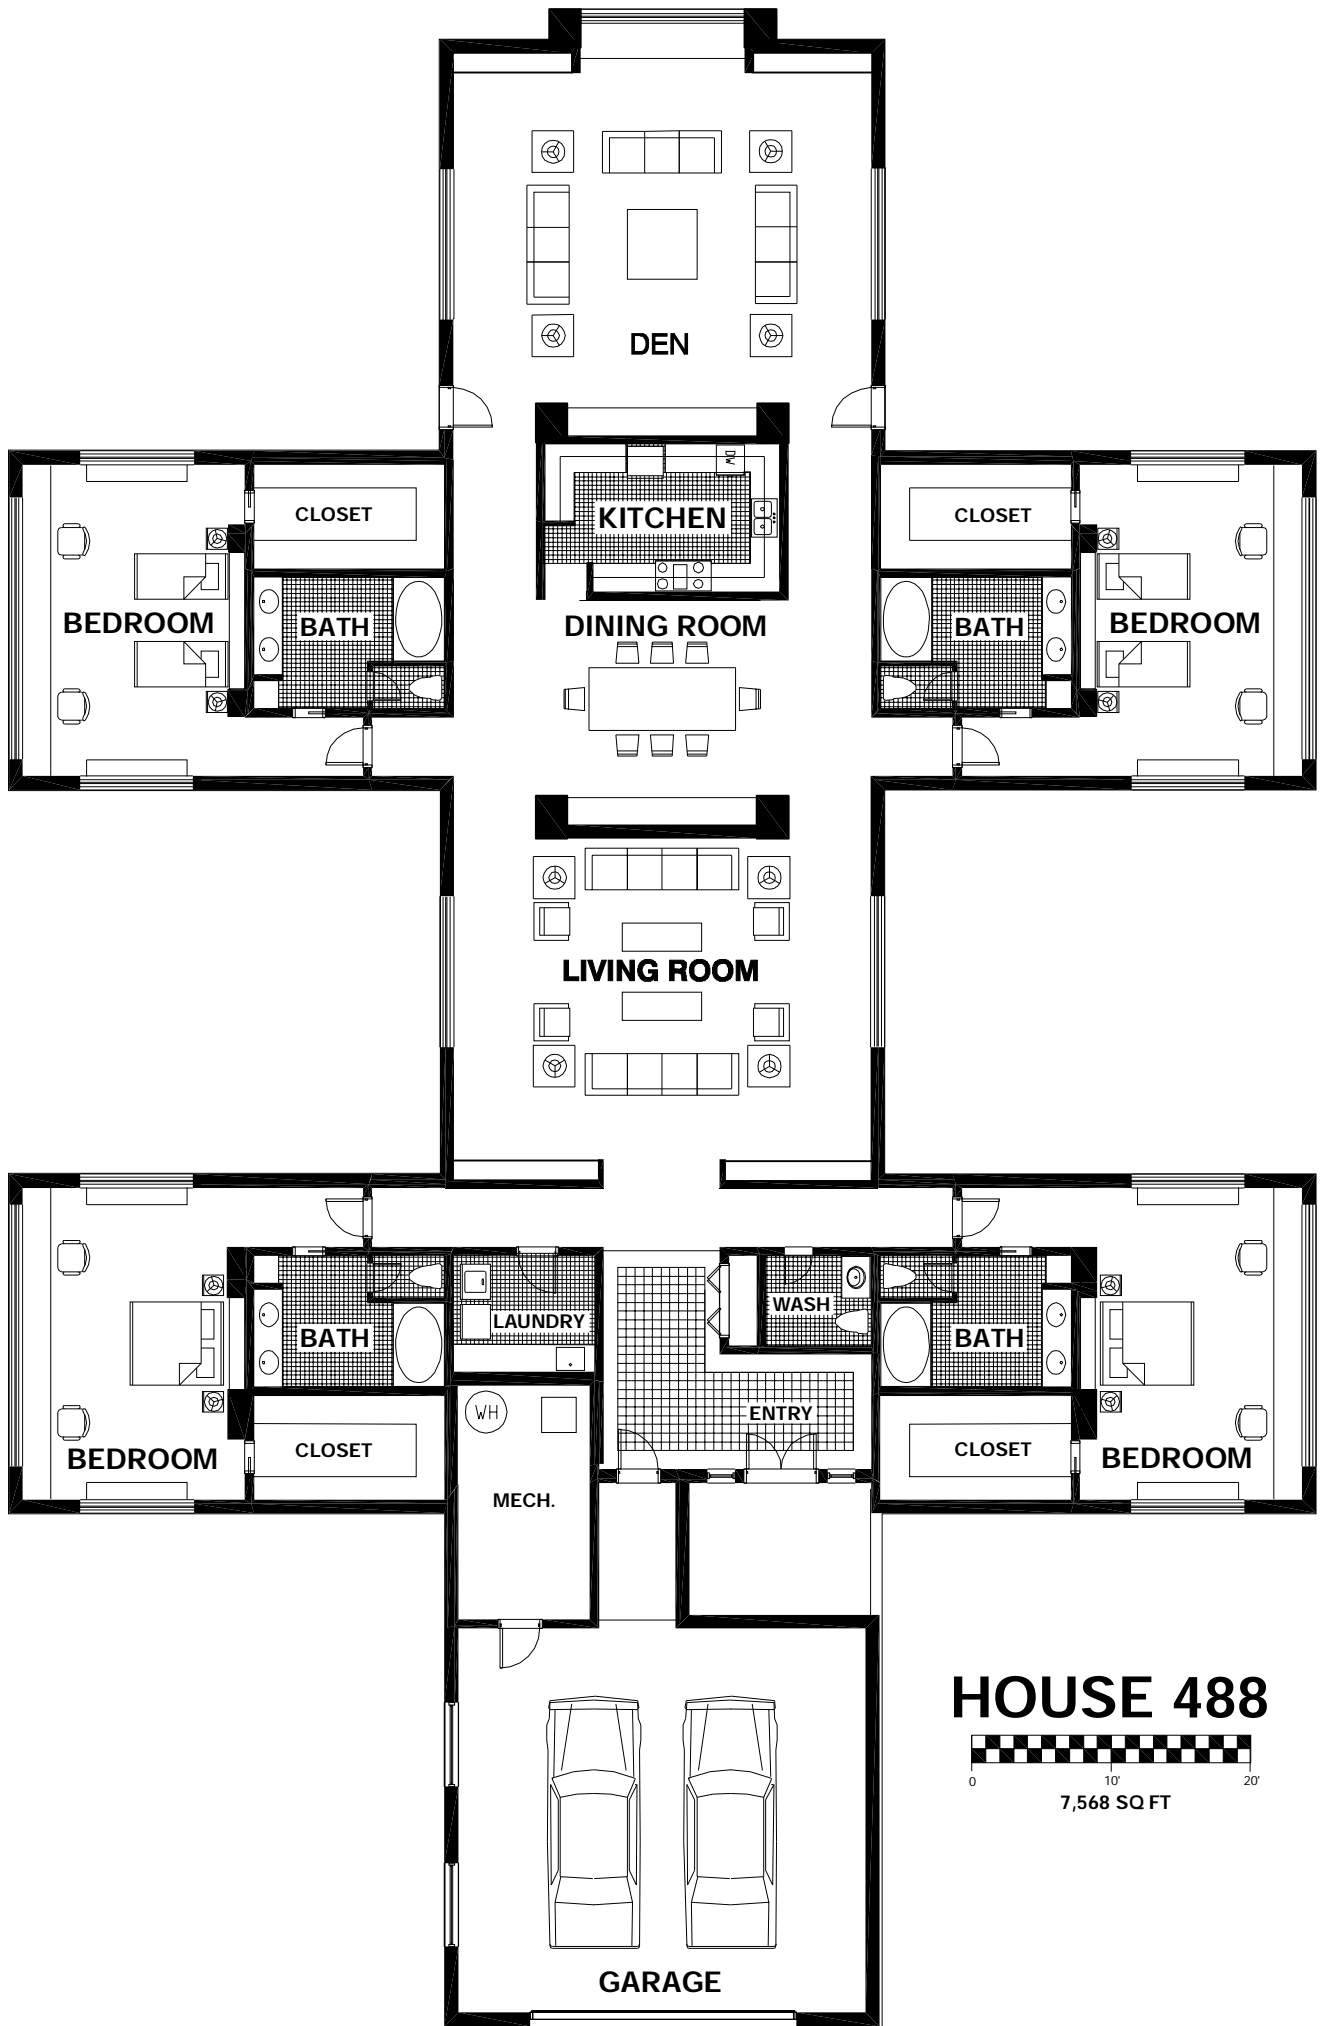 DEN
DW
KITCHEN
CLOSET
CLOSET
BEDROOM
BATH
DINING ROOM
BATH
BEDROOM
LIVING ROOM
WASH
LAUNDRY
BATH
BATH
WH
ENTRY
CLOSET
CLOSET
BEDROOM
BEDROOM
MECH.
HOUSE 488
0 10' 20'
7,568 SQ FT
GARAGE